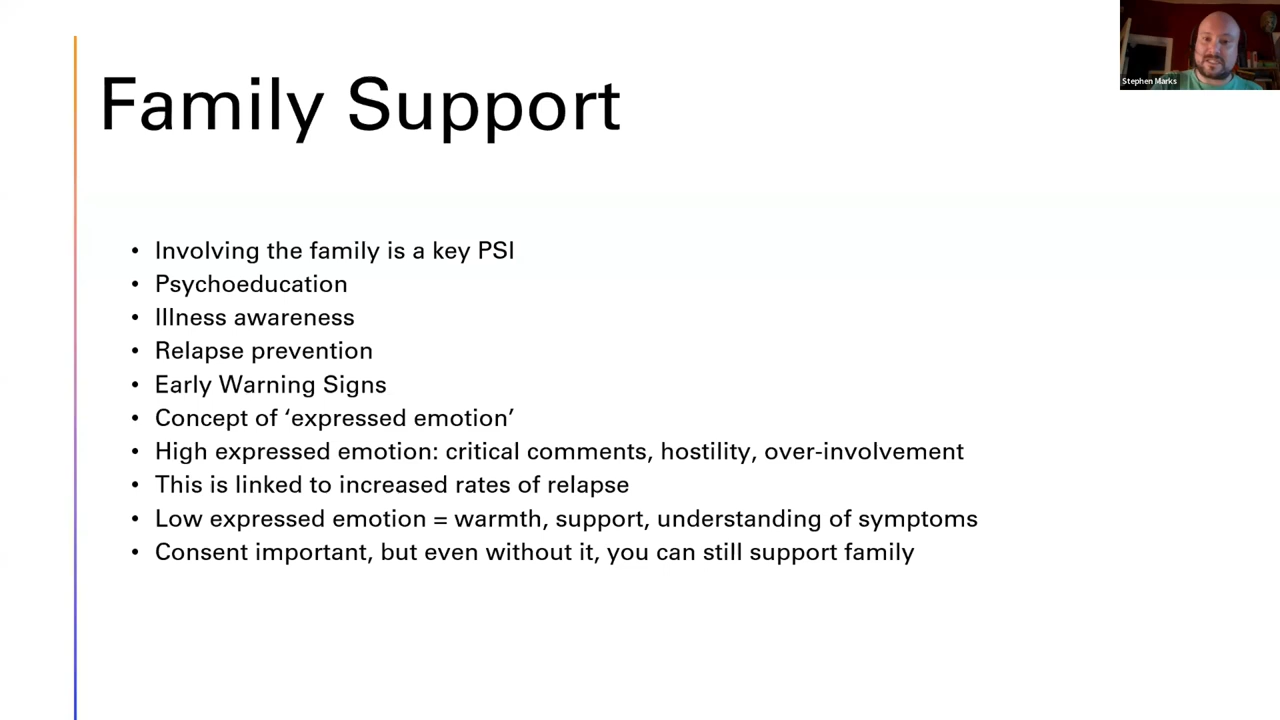 Stephen Marks
Family Support
• Involving the family is a key PSI
• Psychoeducation
• Illness awareness
• Relapse prevention
• Early Warning Signs
• Concept of ‘expressed emotion’
• High expressed emotion: critical comments, hostility, over-involvement
• This is linked to increased rates of relapse
• Low expressed emotion = warmth, support, understanding of symptoms
• Consent important, but even without it, you can still support family